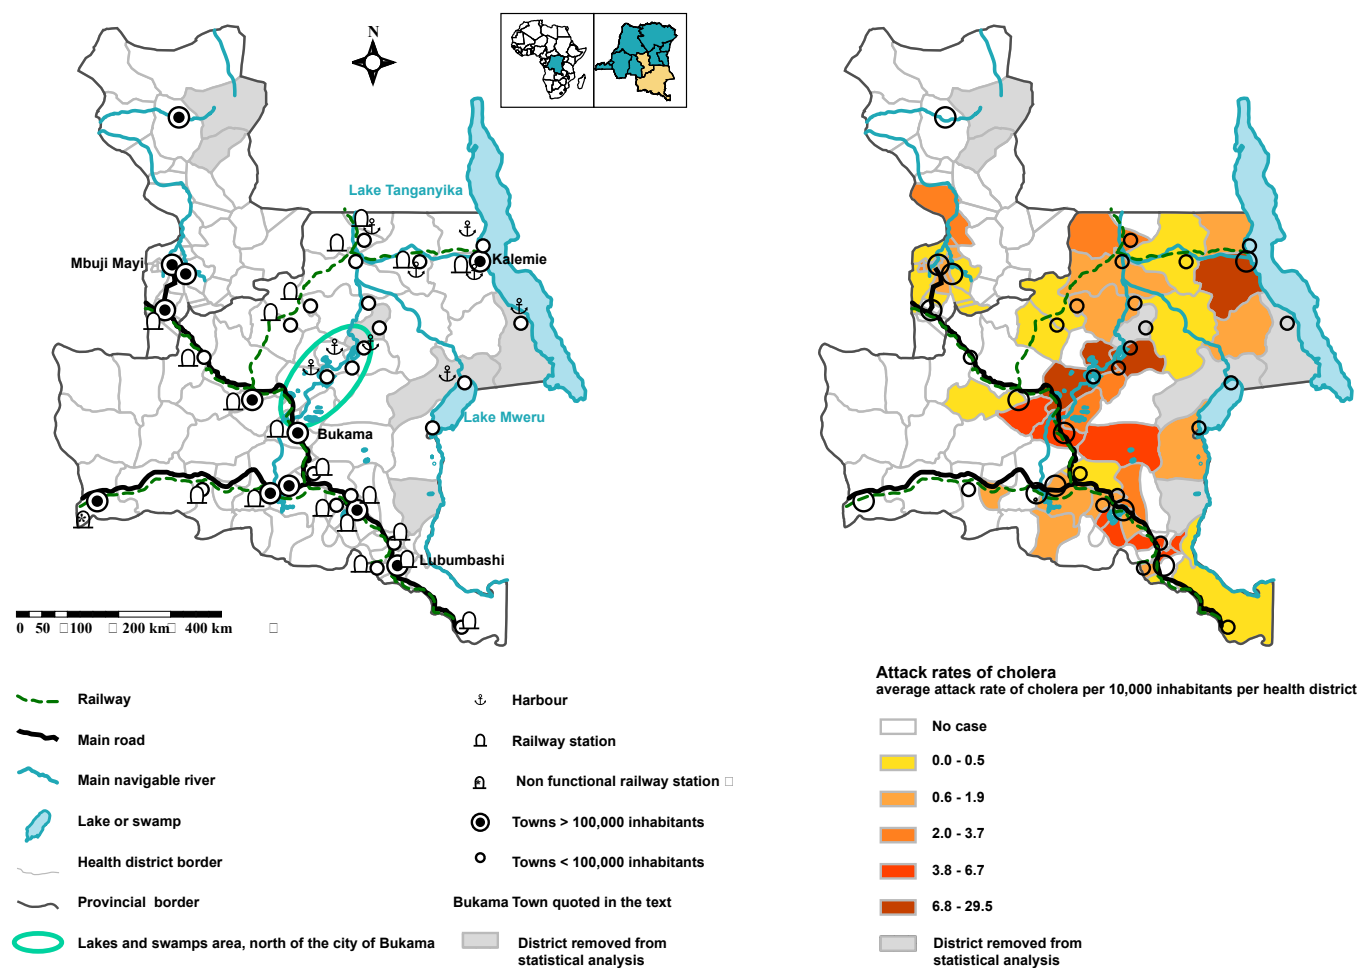 N
Lake Tanganyika
Mbuji Mayi
Kalemie
Lake Mweru
Bukama
Lubumbashi
0 50 □100 □ 200 km□ 400 km □
Railway
Main road
Main navigable river
Lake or swamp
Health district border
Provincial border
Lakes and swamps area, north of the city of Bukama
Harbour
Railway station
Non functional railway station □
Towns > 100,000 inhabitants
Towns < 100,000 inhabitants
Bukama Town quoted in the text
District removed from
statistical analysis
Attack rates of cholera
average attack rate of cholera per 10,000 inhabitants per health district
No case
0.0 - 0.5
0.6 - 1.9
2.0 - 3.7
3.8 - 6.7
6.8 - 29.5
District removed from
statistical analysis